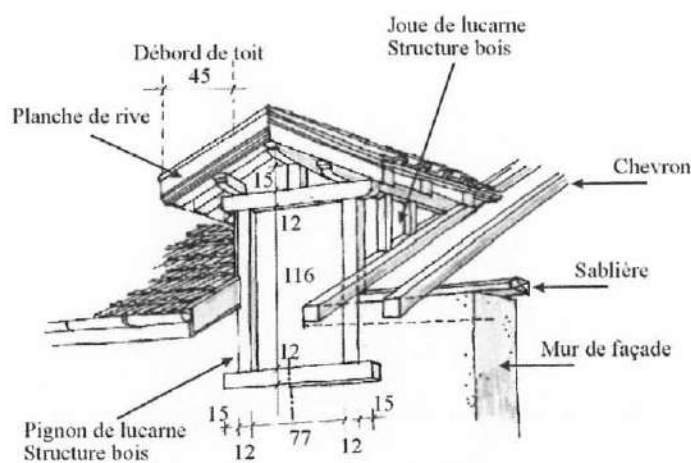 Joue de lucarne
Structure bois
Débord de toit
45
Planche de rive
Chevron
15
12
116
Sablière
12
Mur de façade
15
15
77
12
12
Pignon de lucarne
Structure bois